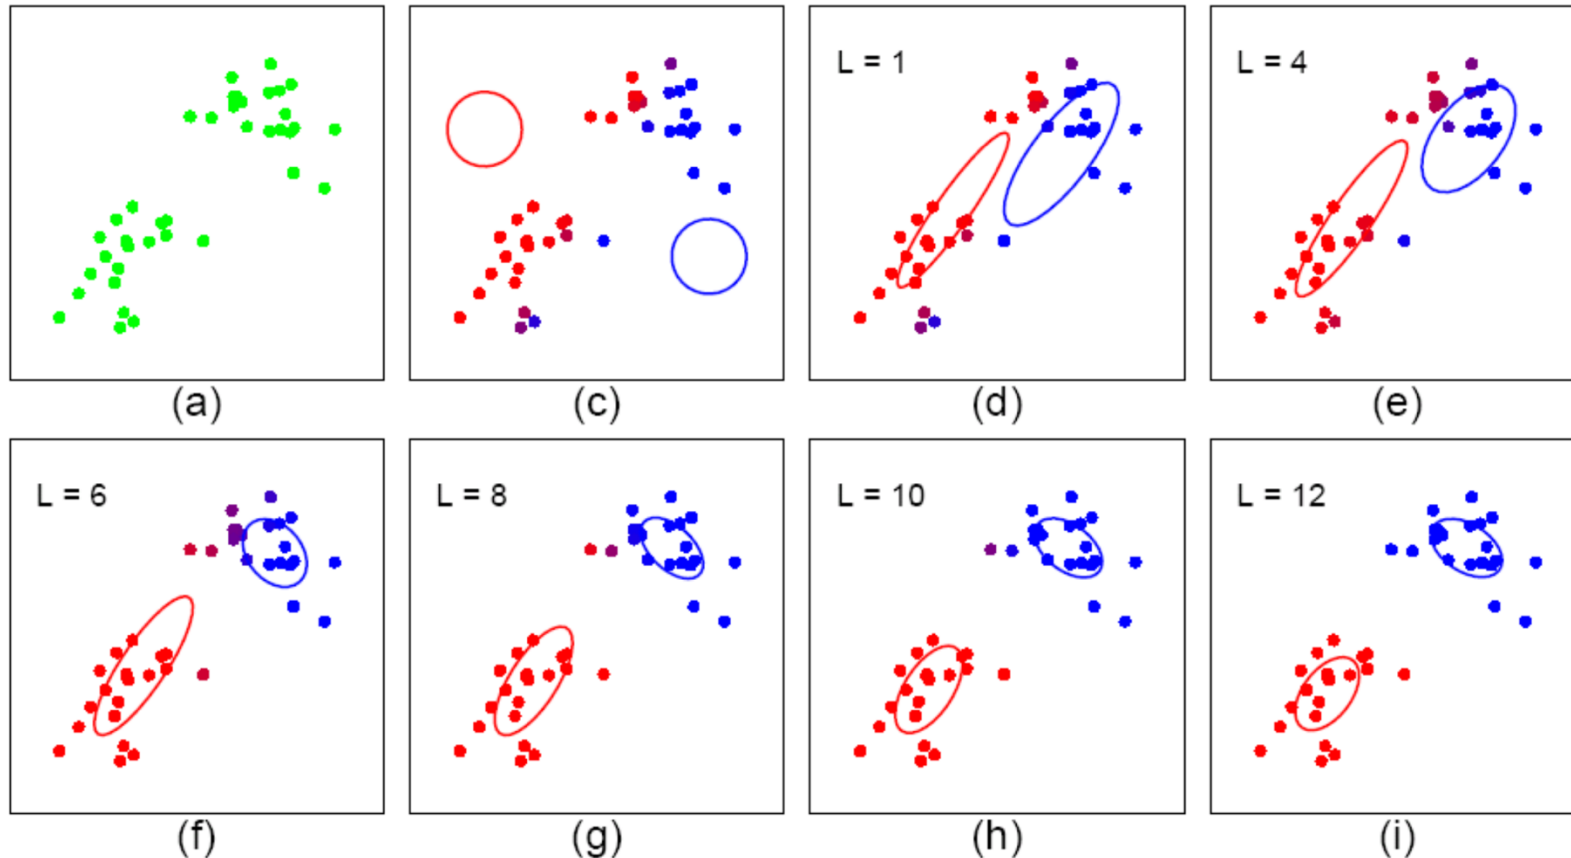 L = 1
L = 4
(a)
(c)
(d)
(e)
L = 6
L = 8
L = 10
L = 12
(f)
(g)
(h)
(i)